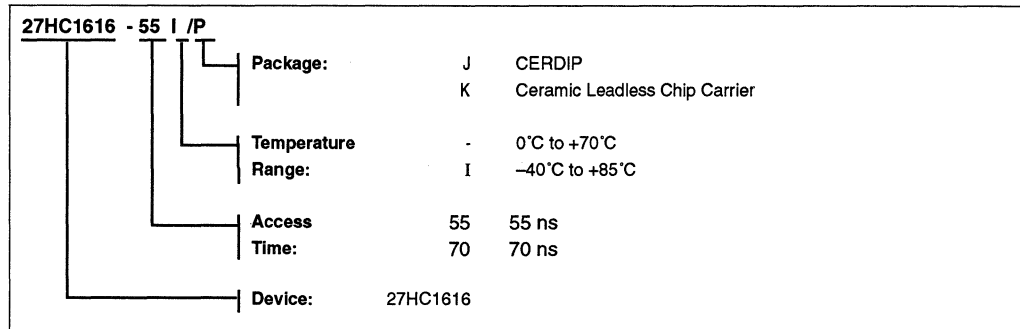 27HC1616 - 55 I /P
Package: J CERDIP
K Ceramic Leadless Chip Carrier
Temperature - 0°C to +70°C
Range: I –40°C to +85°C
Access 55 55 ns
Time: 70 70 ns
Device: 27HC1616